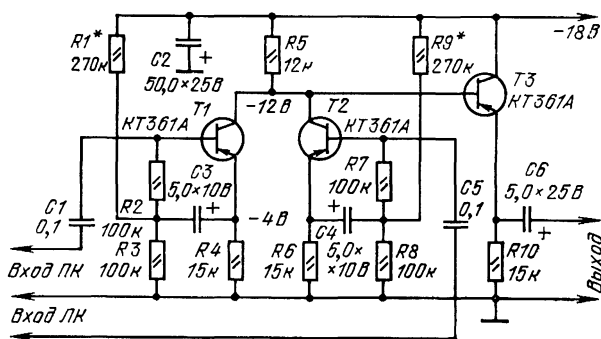 R1* 270к
C2 50,0×25В
R5 12к
R9* 270к
−18В
−12В
T1
T2
T3
КТ361А
КТ361А
КТ361А
C1 0,1
R2 100к
C3 5,0×10В
−4В
R7 100к
C5 0,1
C6 5,0×25В
R3 100к
R4 15к
R6 15к
C4 5,0××10В
R8 100к
R10 15к
Вход ПК
Вход ЛК
Выход